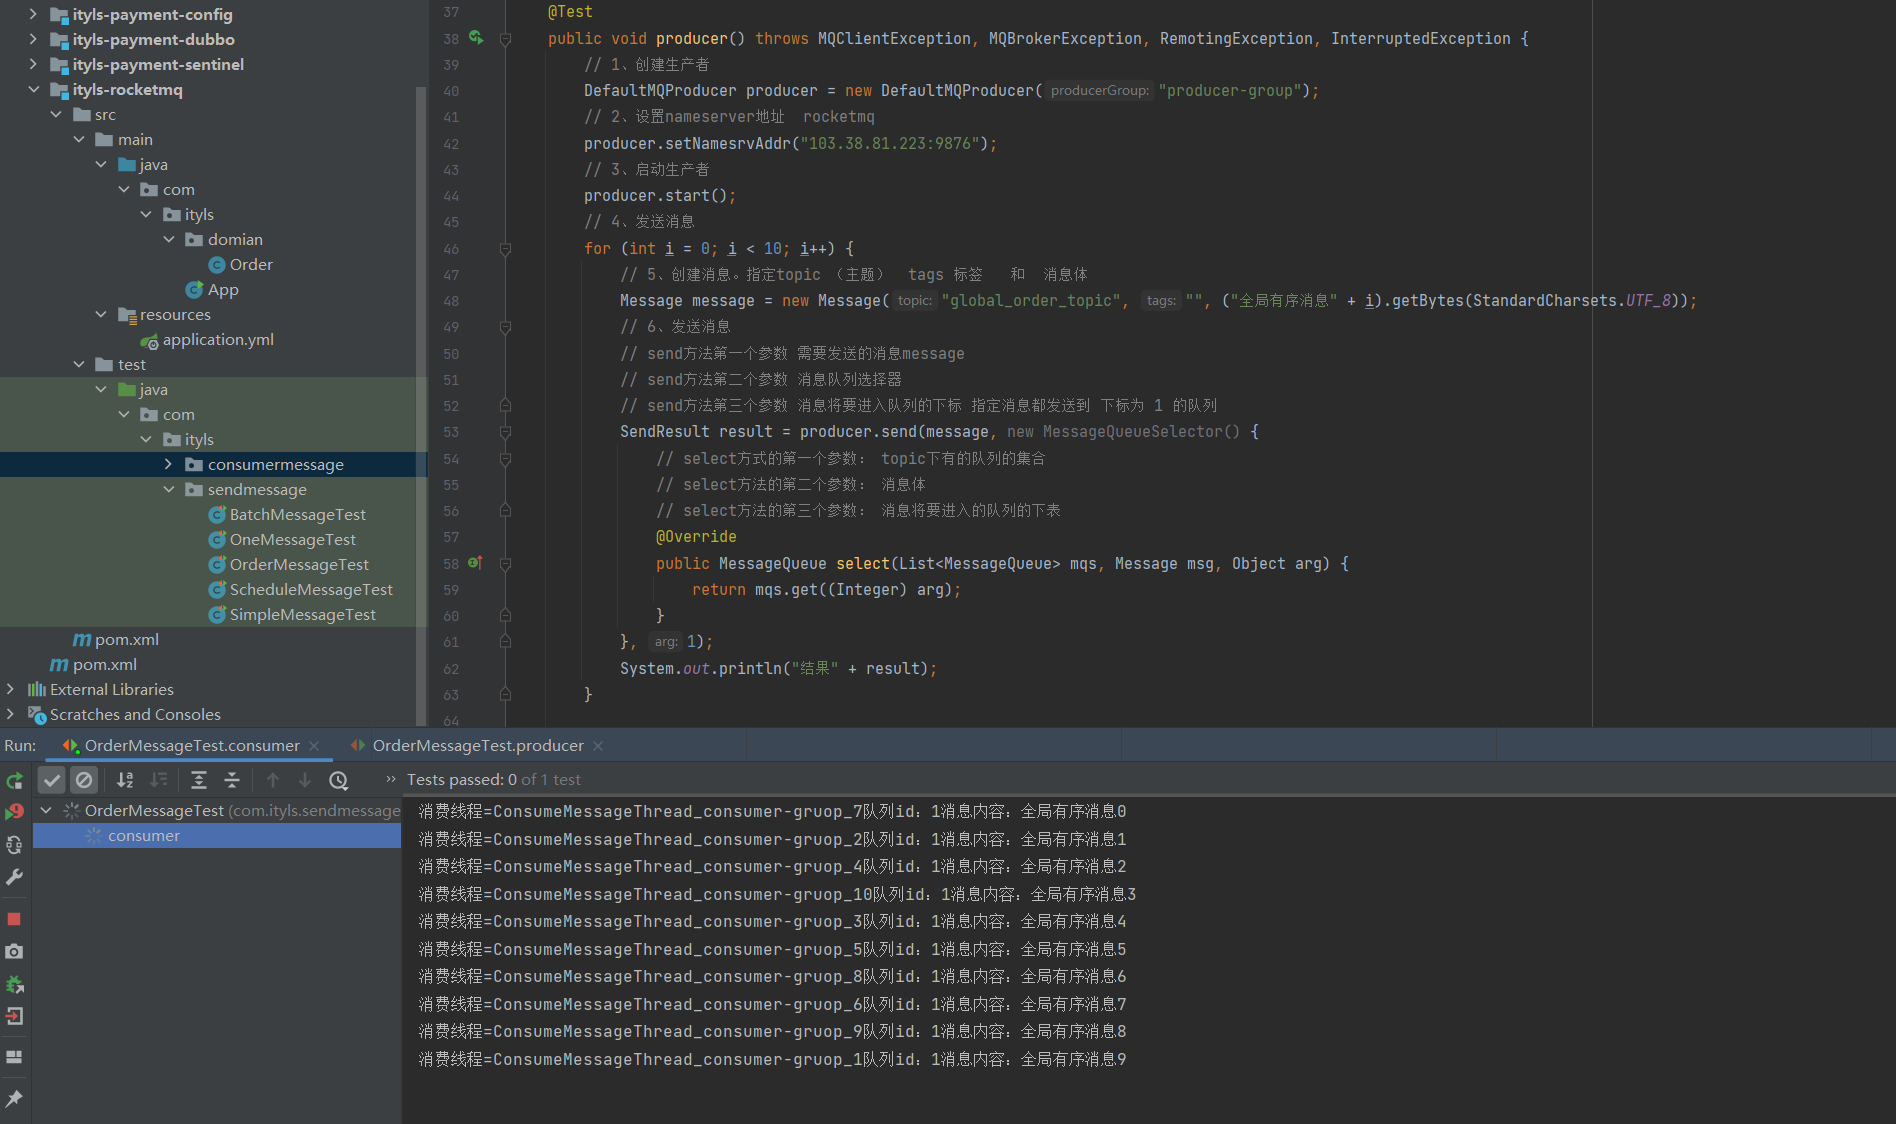 ityls-payment-config
ityls-payment-dubbo
ityls-payment-sentinel
ityls-rocketmq
src
main
java
com
ityls
domian
Order
App
resources
application.yml
test
java
com
ityls
consumermessage
sendmessage
BatchMessageTest
OneMessageTest
OrderMessageTest
ScheduleMessageTest
SimpleMessageTest
pom.xml
pom.xml
External Libraries
Scratches and Consoles
37 @Test
38 public void producer() throws MQClientException, MQBrokerException, RemotingException, InterruptedException {
39 // 1、创建生产者
40 DefaultMQProducer producer = new DefaultMQProducer( producerGroup: "producer-group");
41 // 2、设置nameserver地址  rocketmq
42 producer.setNamesrvAddr("103.38.81.223:9876");
43 // 3、启动生产者
44 producer.start();
45 // 4、发送消息
46 for (int i = 0; i < 10; i++) {
47 // 5、创建消息。指定topic （主题）  tags 标签  和  消息体
48 Message message = new Message( topic: "global_order_topic", tags: "", ("全局有序消息" + i).getBytes(StandardCharsets.UTF_8));
49 // 6、发送消息
50 // send方法第一个参数 需要发送的消息message
51 // send方法第二个参数 消息队列选择器
52 // send方法第三个参数 消息将要进入队列的下标 指定消息都发送到 下标为 1 的队列
53 SendResult result = producer.send(message, new MessageQueueSelector() {
54 // select方式的第一个参数： topic下有的队列的集合
55 // select方法的第二个参数： 消息体
56 // select方法的第三个参数： 消息将要进入的队列的下表
57 @Override
58 public MessageQueue select(List<MessageQueue> mqs, Message msg, Object arg) {
59 return mqs.get((Integer) arg);
60 }
61 }, arg: 1);
62 System.out.println("结果" + result);
63 }
64
Run: OrderMessageTest.consumer OrderMessageTest.producer
Tests passed: 0 of 1 test
OrderMessageTest (com.ityls.sendmessage
consumer
消费线程=ConsumeMessageThread_consumer-gruop_7队列id：1消息内容：全局有序消息0
消费线程=ConsumeMessageThread_consumer-gruop_2队列id：1消息内容：全局有序消息1
消费线程=ConsumeMessageThread_consumer-gruop_4队列id：1消息内容：全局有序消息2
消费线程=ConsumeMessageThread_consumer-gruop_10队列id：1消息内容：全局有序消息3
消费线程=ConsumeMessageThread_consumer-gruop_3队列id：1消息内容：全局有序消息4
消费线程=ConsumeMessageThread_consumer-gruop_5队列id：1消息内容：全局有序消息5
消费线程=ConsumeMessageThread_consumer-gruop_8队列id：1消息内容：全局有序消息6
消费线程=ConsumeMessageThread_consumer-gruop_6队列id：1消息内容：全局有序消息7
消费线程=ConsumeMessageThread_consumer-gruop_9队列id：1消息内容：全局有序消息8
消费线程=ConsumeMessageThread_consumer-gruop_1队列id：1消息内容：全局有序消息9